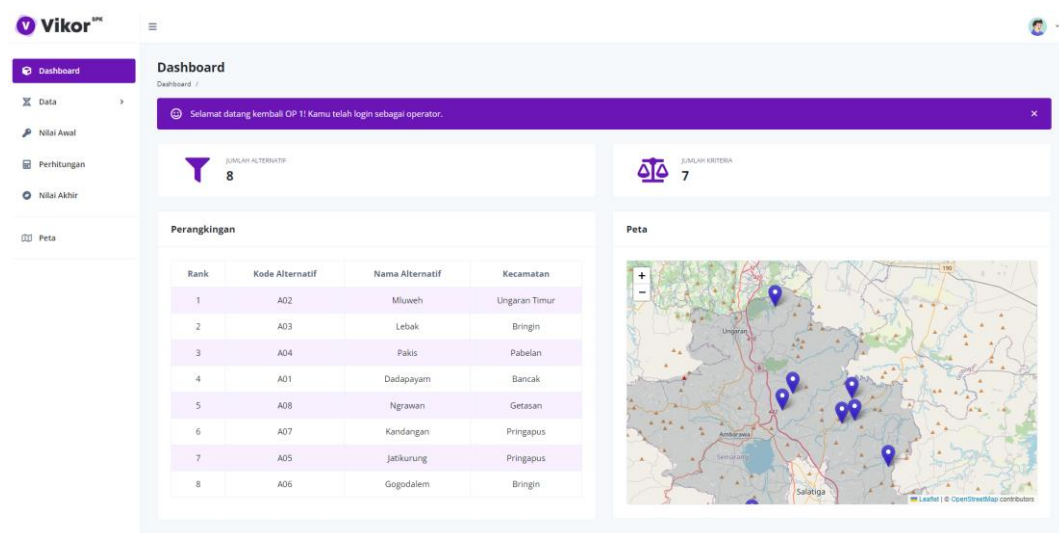 V Vikor SPK
Dashboard
Data
Nilai Awal
Perhitungan
Nilai Akhir
Peta
Dashboard
Dashboard /
Selamat datang kembali OP 1! Kamu telah login sebagai operator. ×
JUMLAH ALTERNATIF
8
JUMLAH KRITERIA
7
Perangkingan
Rank Kode Alternatif Nama Alternatif Kecamatan
1 A02 Mluweh Ungaran Timur
2 A03 Lebak Bringin
3 A04 Pakis Pabelan
4 A01 Dadapayam Bancak
5 A08 Ngrawan Getasan
6 A07 Kandangan Pringapus
7 A05 Jatikurung Pringapus
8 A06 Gogodalem Bringin
Peta
+
−
190
Ungaran
Ambarawa
Semarang
Salatiga
Leaflet | © OpenStreetMap contributors